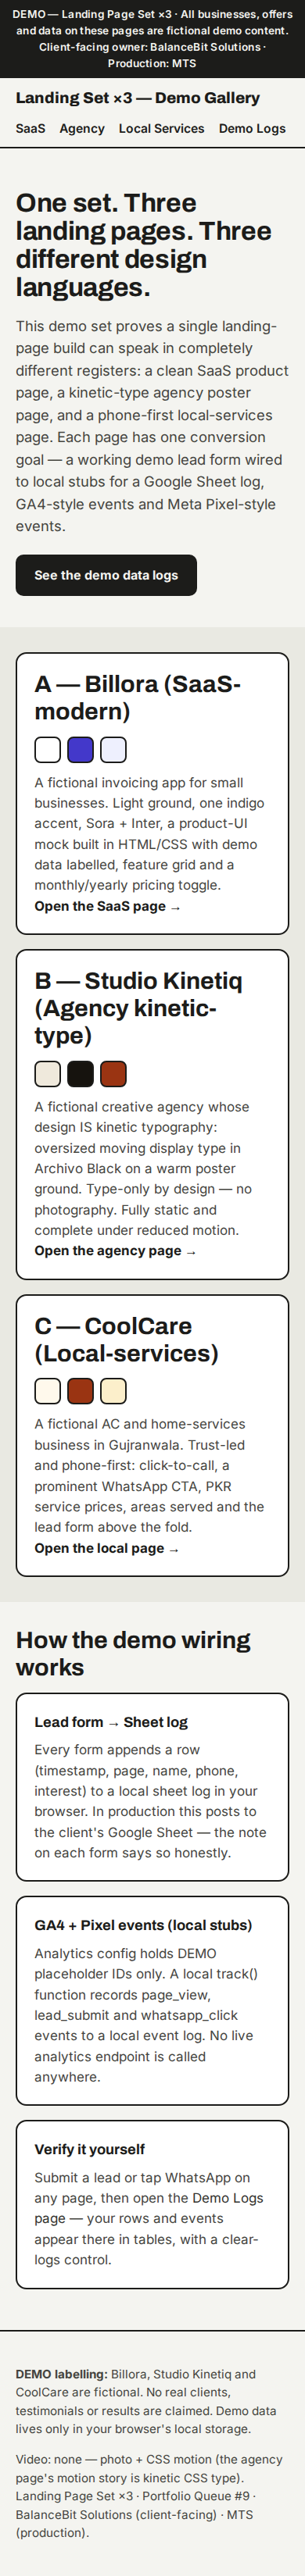 DEMO — Landing Page Set ×3 · All businesses, offers
and data on these pages are fictional demo content.
Client-facing owner: BalanceBit Solutions ·
Production: MTS
Landing Set ×3 — Demo Gallery
SaaS Agency Local Services Demo Logs
One set. Three
landing pages. Three
different design
languages.
This demo set proves a single landing-
page build can speak in completely
different registers: a clean SaaS product
page, a kinetic-type agency poster
page, and a phone-first local-services
page. Each page has one conversion
goal — a working demo lead form wired
to local stubs for a Google Sheet log,
GA4-style events and Meta Pixel-style
events.
See the demo data logs
A — Billora (SaaS-
modern)
A fictional invoicing app for small
businesses. Light ground, one indigo
accent, Sora + Inter, a product-UI
mock built in HTML/CSS with demo
data labelled, feature grid and a
monthly/yearly pricing toggle.
Open the SaaS page →
B — Studio Kinetiq
(Agency kinetic-
type)
A fictional creative agency whose
design IS kinetic typography:
oversized moving display type in
Archivo Black on a warm poster
ground. Type-only by design — no
photography. Fully static and
complete under reduced motion.
Open the agency page →
C — CoolCare
(Local-services)
A fictional AC and home-services
business in Gujranwala. Trust-led
and phone-first: click-to-call, a
prominent WhatsApp CTA, PKR
service prices, areas served and the
lead form above the fold.
Open the local page →
How the demo wiring
works
Lead form → Sheet log
Every form appends a row
(timestamp, page, name, phone,
interest) to a local sheet log in your
browser. In production this posts to
the client's Google Sheet — the note
on each form says so honestly.
GA4 + Pixel events (local stubs)
Analytics config holds DEMO
placeholder IDs only. A local track()
function records page_view,
lead_submit and whatsapp_click
events to a local event log. No live
analytics endpoint is called
anywhere.
Verify it yourself
Submit a lead or tap WhatsApp on
any page, then open the Demo Logs
page — your rows and events
appear there in tables, with a clear-
logs control.
DEMO labelling: Billora, Studio Kinetiq and
CoolCare are fictional. No real clients,
testimonials or results are claimed. Demo data
lives only in your browser's local storage.
Video: none — photo + CSS motion (the agency
page's motion story is kinetic CSS type).
Landing Page Set ×3 · Portfolio Queue #9 ·
BalanceBit Solutions (client-facing) · MTS
(production).